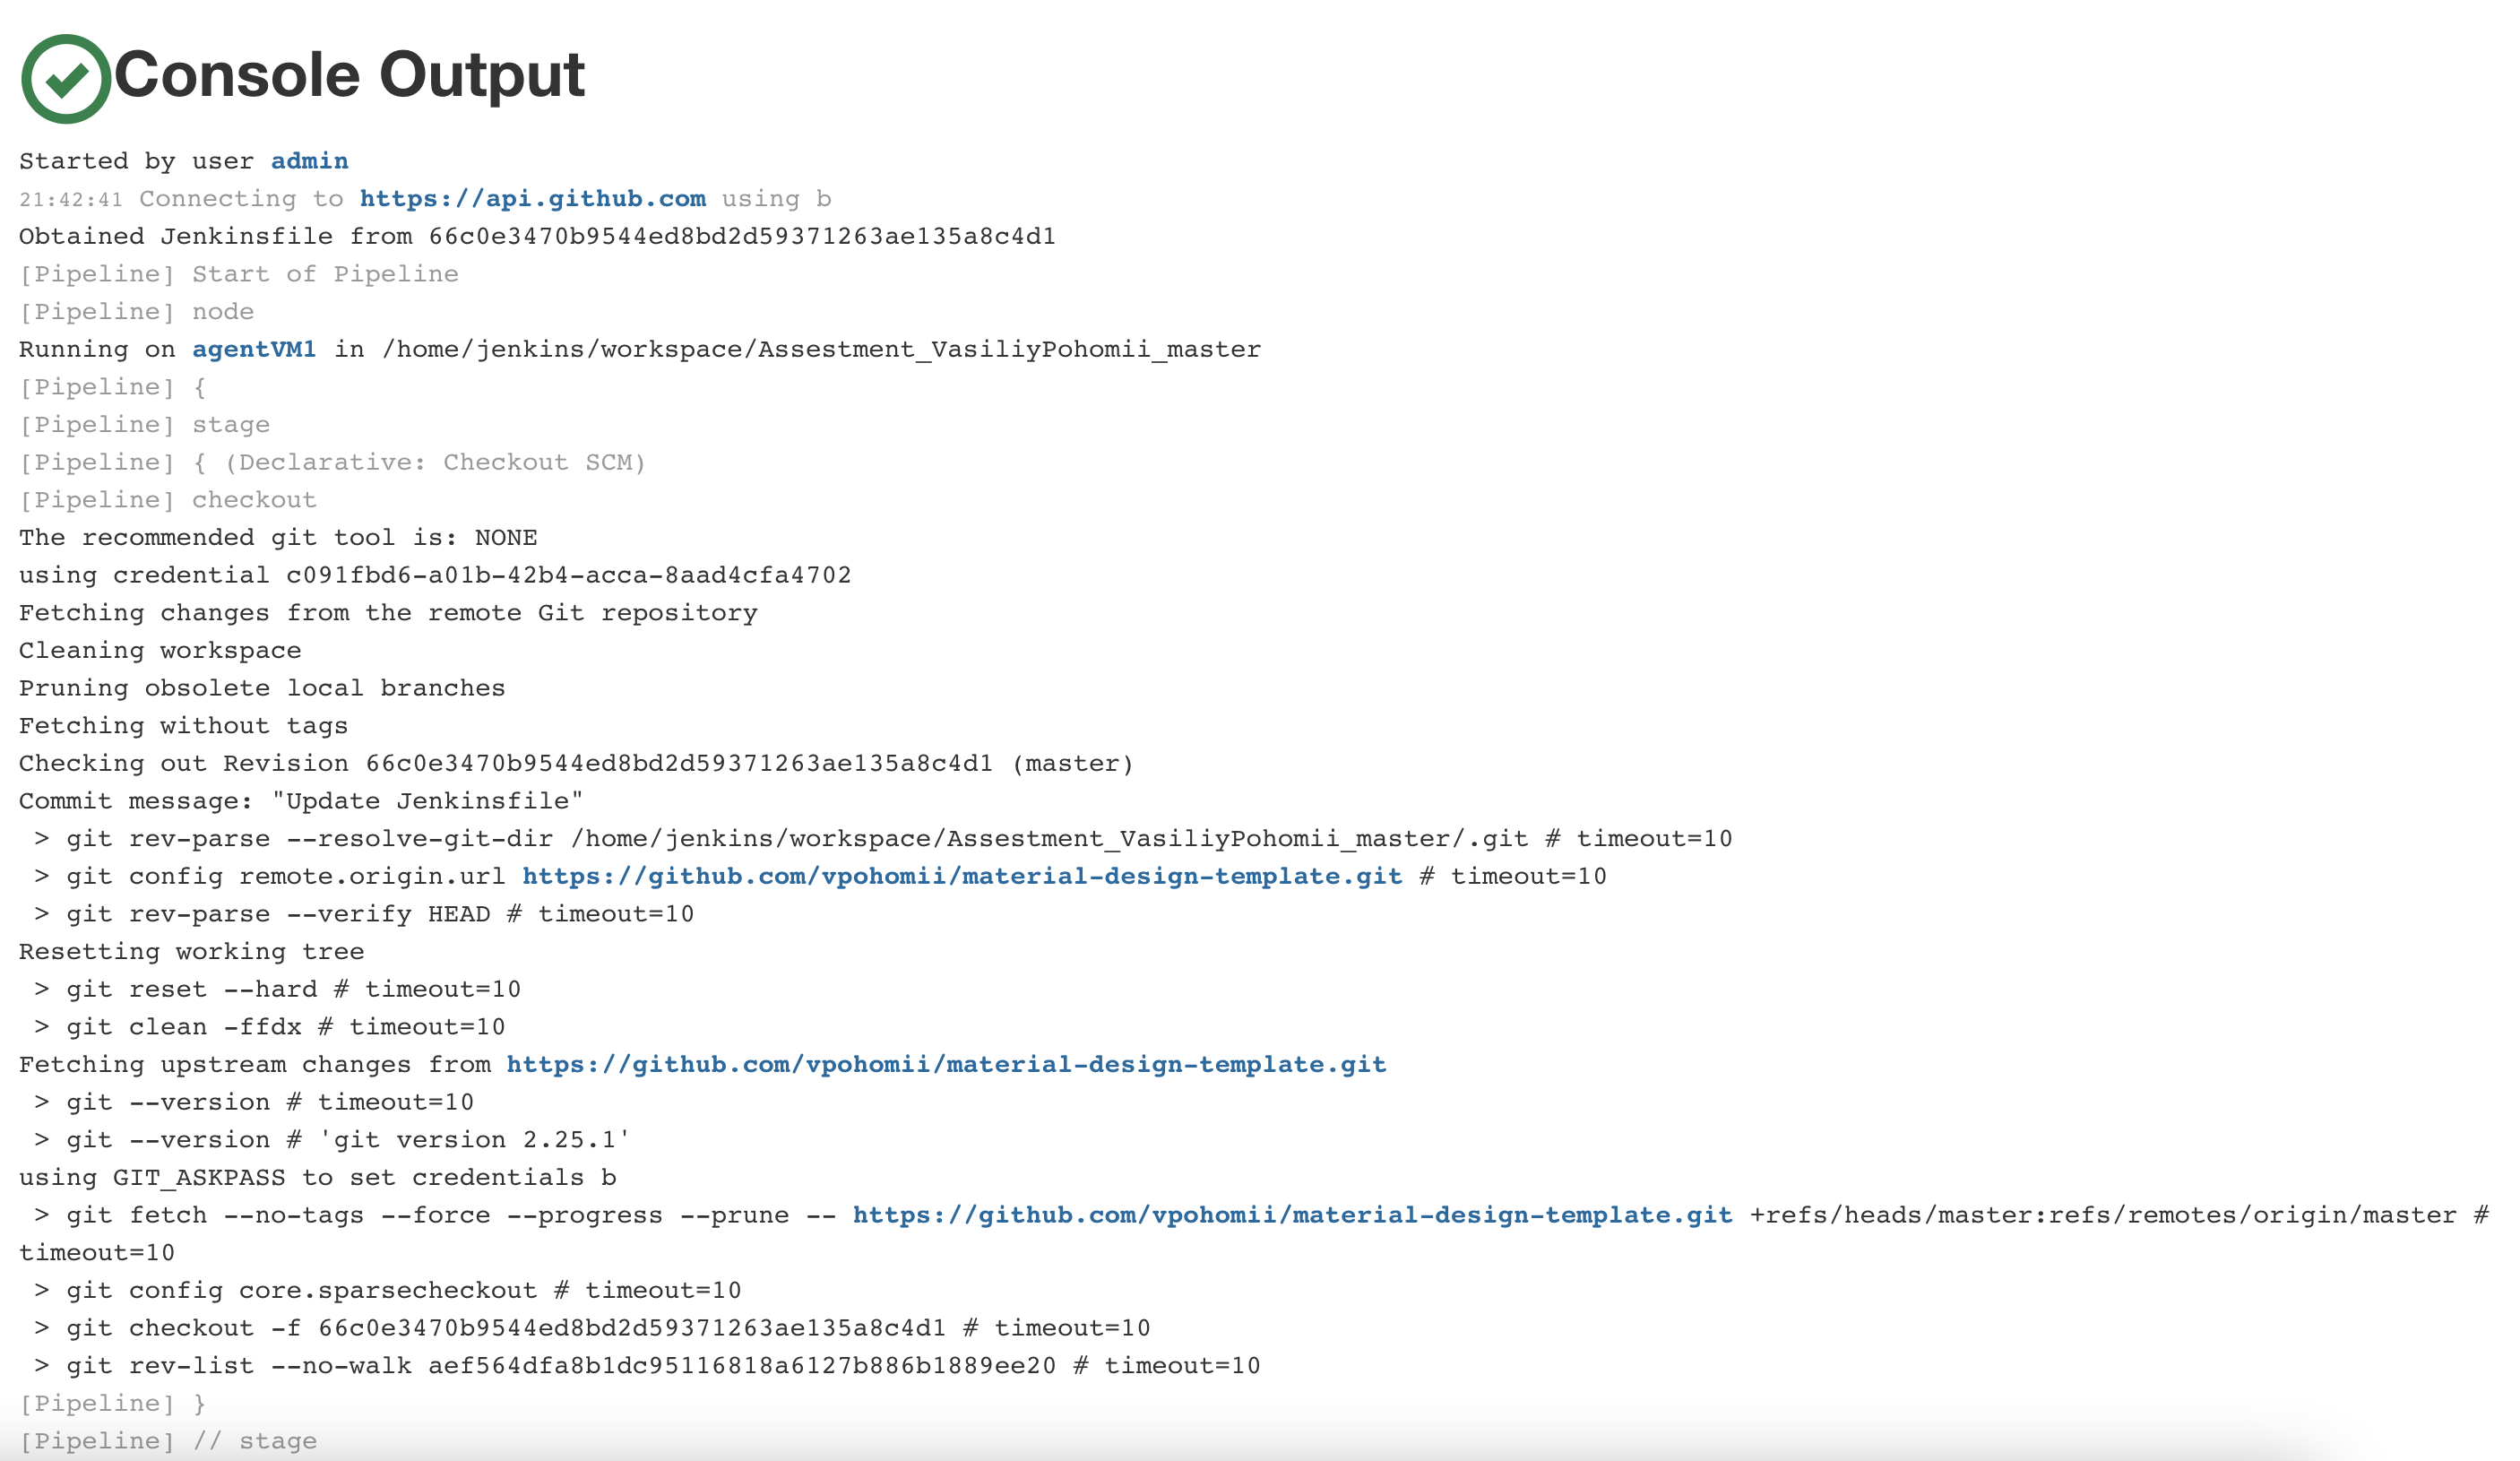 Console Output
Started by user admin
21:42:41 Connecting to https://api.github.com using b
Obtained Jenkinsfile from 66c0e3470b9544ed8bd2d59371263ae135a8c4d1
[Pipeline] Start of Pipeline
[Pipeline] node
Running on agentVM1 in /home/jenkins/workspace/Assestment_VasiliyPohomii_master
[Pipeline] {
[Pipeline] stage
[Pipeline] { (Declarative: Checkout SCM)
[Pipeline] checkout
The recommended git tool is: NONE
using credential c091fbd6-a01b-42b4-acca-8aad4cfa4702
Fetching changes from the remote Git repository
Cleaning workspace
Pruning obsolete local branches
Fetching without tags
Checking out Revision 66c0e3470b9544ed8bd2d59371263ae135a8c4d1 (master)
Commit message: "Update Jenkinsfile"
 > git rev-parse --resolve-git-dir /home/jenkins/workspace/Assestment_VasiliyPohomii_master/.git # timeout=10
 > git config remote.origin.url https://github.com/vpohomii/material-design-template.git # timeout=10
 > git rev-parse --verify HEAD # timeout=10
Resetting working tree
 > git reset --hard # timeout=10
 > git clean -ffdx # timeout=10
Fetching upstream changes from https://github.com/vpohomii/material-design-template.git
 > git --version # timeout=10
 > git --version # 'git version 2.25.1'
using GIT_ASKPASS to set credentials b
 > git fetch --no-tags --force --progress --prune -- https://github.com/vpohomii/material-design-template.git +refs/heads/master:refs/remotes/origin/master #
timeout=10
 > git config core.sparsecheckout # timeout=10
 > git checkout -f 66c0e3470b9544ed8bd2d59371263ae135a8c4d1 # timeout=10
 > git rev-list --no-walk aef564dfa8b1dc95116818a6127b886b1889ee20 # timeout=10
[Pipeline] }
[Pipeline] // stage